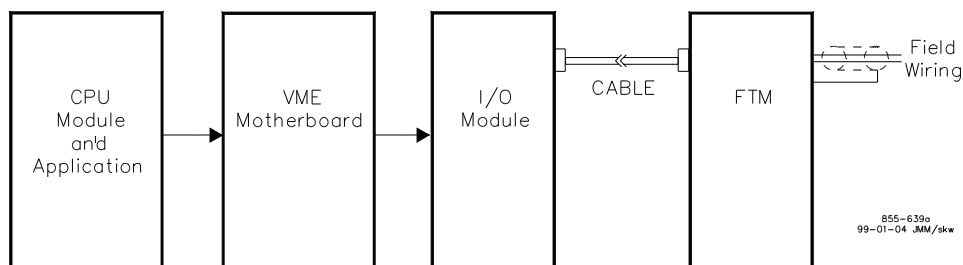 CPU
Module
and
Application
VME
Motherboard
I/O
Module
CABLE
FTM
Field
Wiring
855-639a
99-01-04 JMM/skw